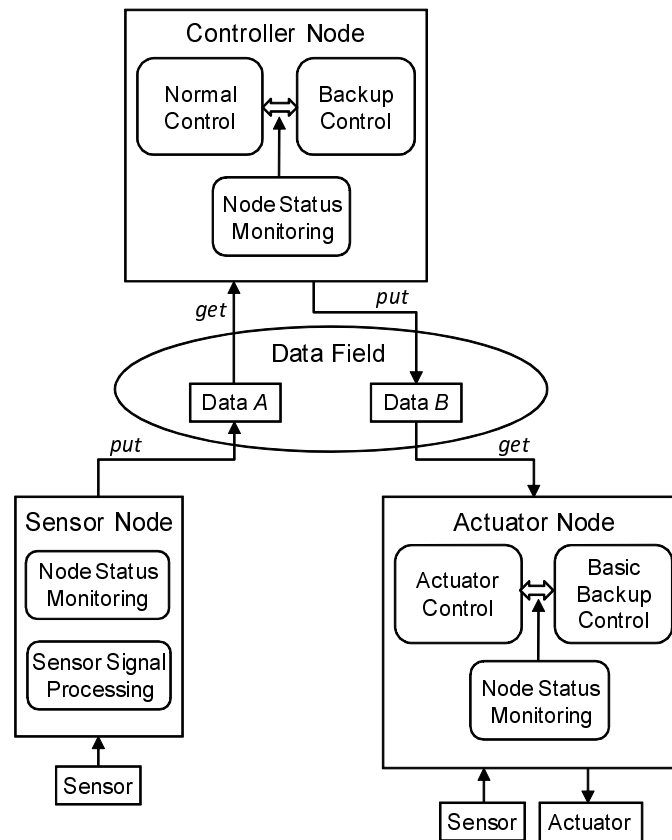 Controller Node
Normal
Control
Backup
Control
Node Status
Monitoring
get
put
Data Field
Data A
Data B
put
get
Sensor Node
Node Status
Monitoring
Sensor Signal
Processing
Sensor
Actuator Node
Actuator
Control
Basic
Backup
Control
Node Status
Monitoring
Sensor
Actuator